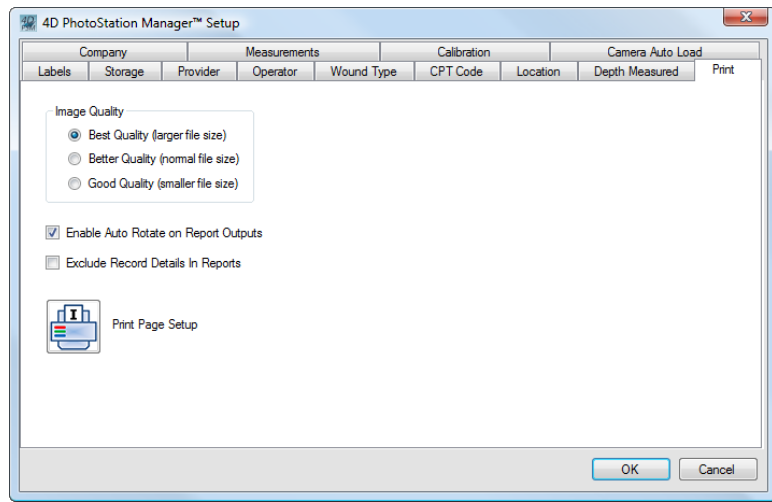 4D PhotoStation Manager™ Setup
Company Measurements Calibration Camera Auto Load
Labels Storage Provider Operator Wound Type CPT Code Location Depth Measured Print
Image Quality
Best Quality (larger file size)
Better Quality (normal file size)
Good Quality (smaller file size)
Enable Auto Rotate on Report Outputs
Exclude Record Details In Reports
Print Page Setup
OK Cancel